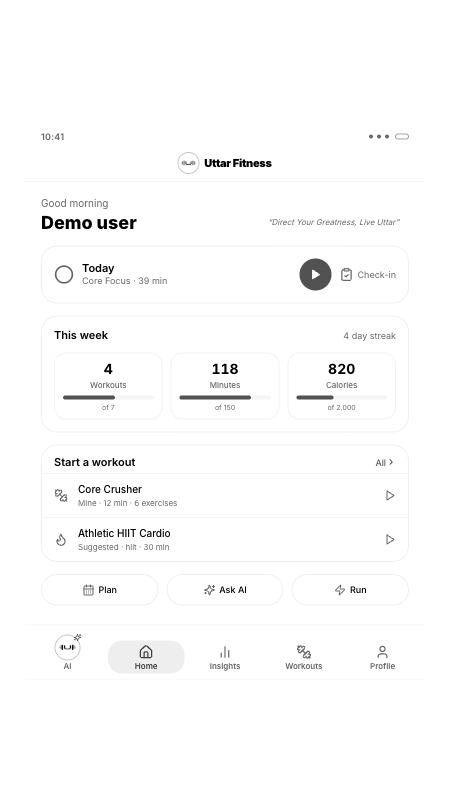 10:41
Uttar Fitness
Good morning
Demo user
"Direct Your Greatness, Live Uttar"
Today
Core Focus · 39 min
Check-in
This week
4 day streak
4
Workouts
of 7
118
Minutes
of 150
820
Calories
of 2,000
Start a workout
All
Core Crusher
Mine · 12 min · 6 exercises
Athletic HIIT Cardio
Suggested · hiit · 30 min
Plan
Ask AI
Run
AI
Home
Insights
Workouts
Profile